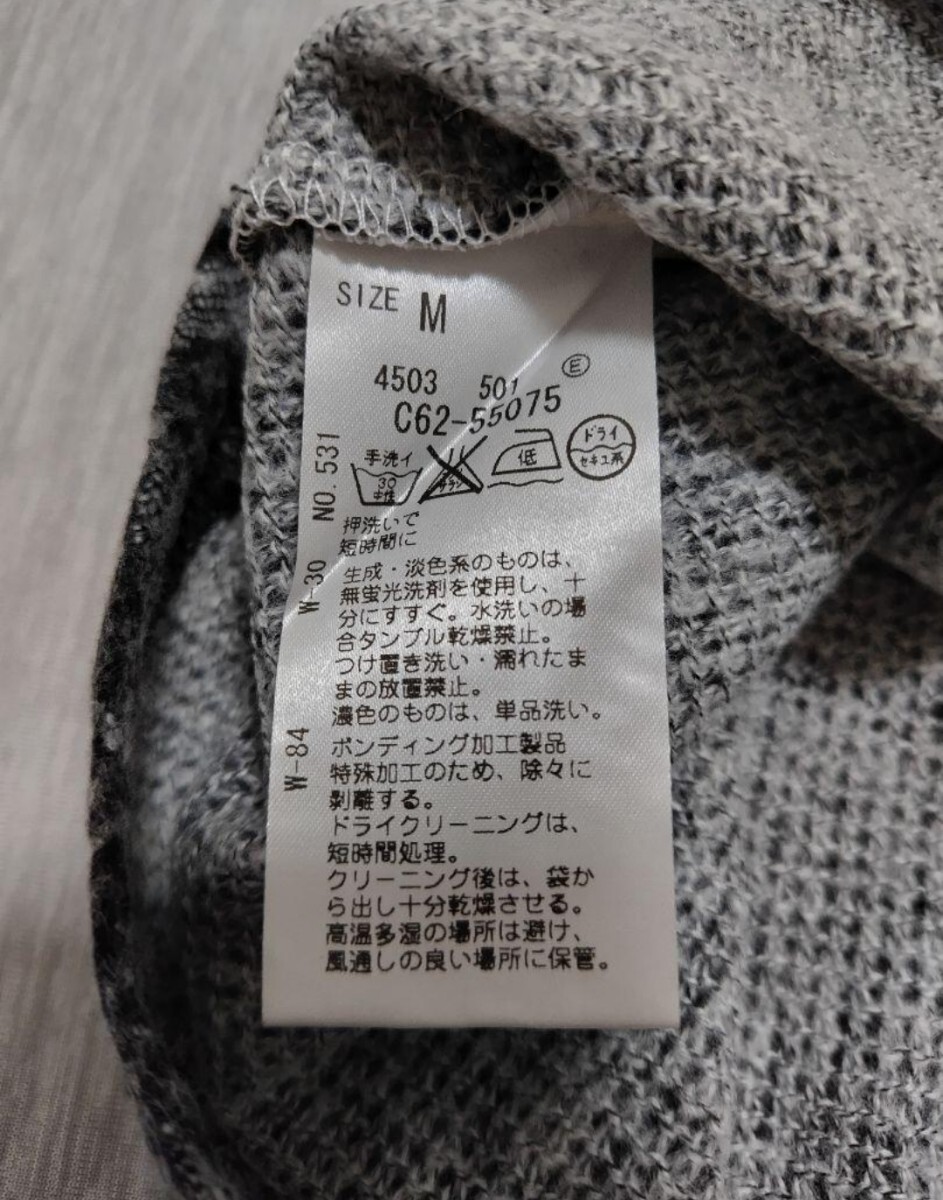 SIZE M
E
4503 501
C62-55075
手洗イ
30
中性
サラシ
低
ドライ
セキユ系
NO.531
押洗いで
短時間に
W-30
生成・淡色系のものは、
無蛍光洗剤を使用し、十
分にすすぐ。水洗いの場
合タンブル乾燥禁止。
つけ置き洗い・濡れたま
まの放置禁止。
濃色のものは、単品洗い。
W-84
ボンディング加工製品
特殊加工のため、除々に
剥離する。
ドライクリーニングは、
短時間処理。
クリーニング後は、袋か
ら出し十分乾燥させる。
高温多湿の場所は避け、
風通しの良い場所に保管。